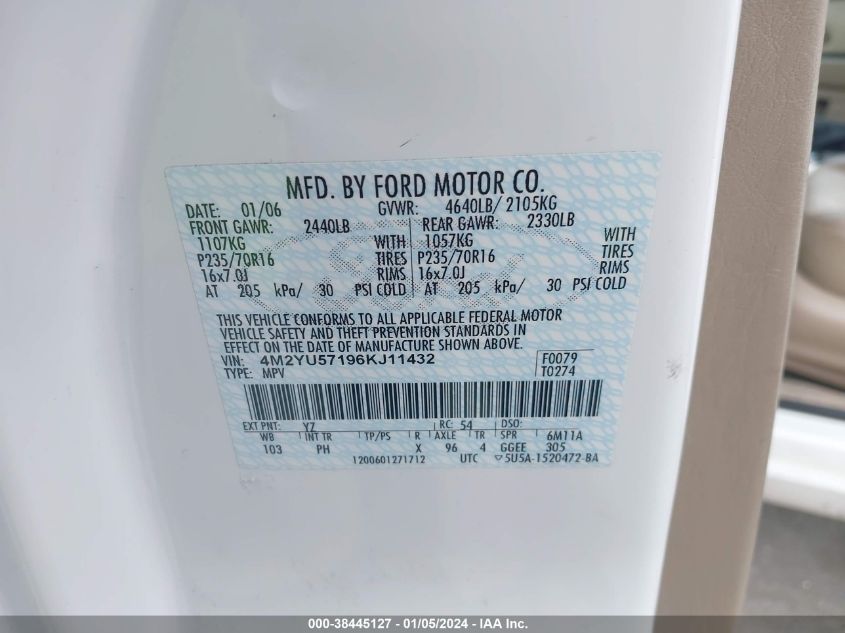 MFD. BY FORD MOTOR CO.
DATE: 01/06 GVWR: 4640LB/ 2105KG
FRONT GAWR: 2440LB REAR GAWR: 2330LB
1107KG WITH 1057KG WITH
P235/70R16 TIRES P235/70R16 TIRES
16x7.0J RIMS 16x7.0J RIMS
AT 205 kPa/ 30 PSI COLD AT 205 kPa/ 30 PSI COLD
THIS VEHICLE CONFORMS TO ALL APPLICABLE FEDERAL MOTOR
VEHICLE SAFETY AND THEFT PREVENTION STANDARDS IN
EFFECT ON THE DATE OF MANUFACTURE SHOWN ABOVE.
VIN: 4M2YU57196KJ11432 F0079
TYPE: MPV T0274
EXT PNT: YZ RC: 54 DSO:
WB INT TR TP/PS R AXLE TR SPR 6M11A
103 PH X 96 4 GGEE 305
1200601271712 UTC ▽5U5A-1520472-BA
000-38445127 - 01/05/2024 - IAA Inc.